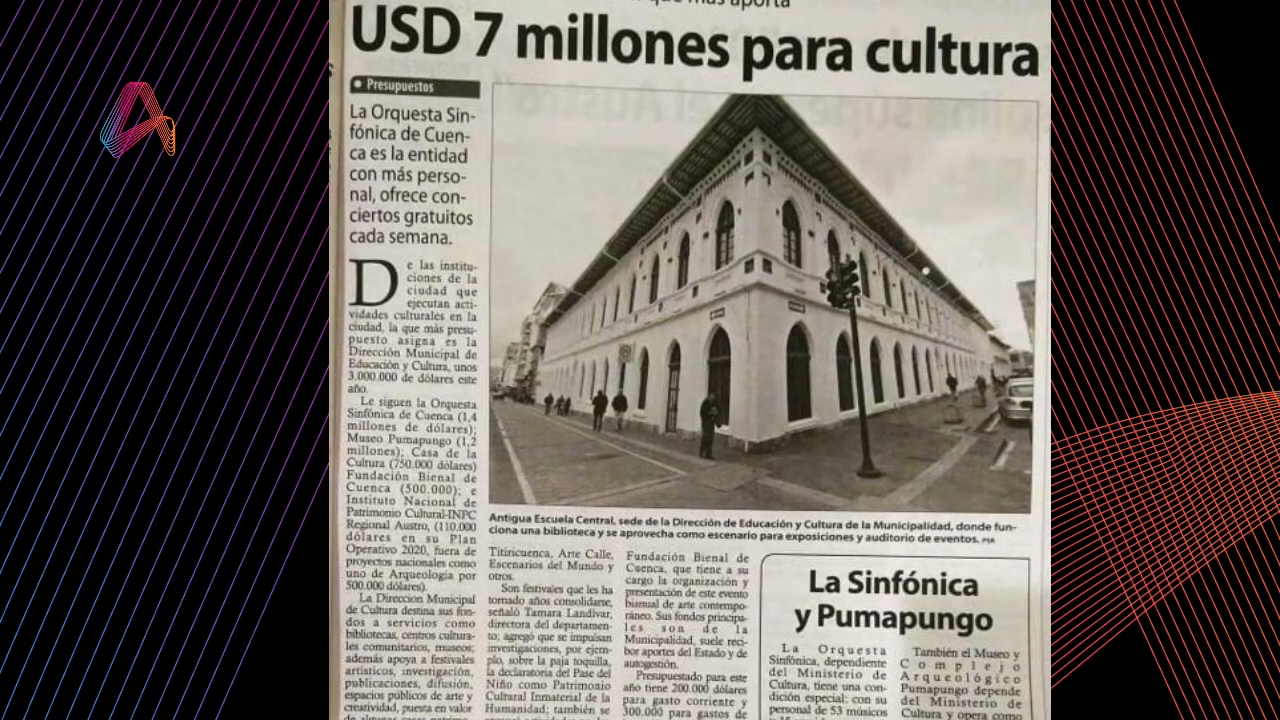 que más aporta
USD 7 millones para cultura
• Presupuestos
La Orquesta Sin-
fónica de Cuen-
ca es la entidad
con más perso-
nal, ofrece con-
ciertos gratuitos
cada semana.
De las institu-
ciones de la
ciudad que
ejecutan acti-
vidades culturales en la
ciudad, la que más presu-
puesto asigna es la
Dirección Municipal de
Educación y Cultura, unos
3.000.000 de dólares este
año.
Le siguen la Orquesta
Sinfónica de Cuenca (1,4
millones de dólares);
Museo Pumapungo (1,2
millones); Casa de la
Cultura (750.000 dólares)
Fundación Bienal de
Cuenca (500.000); e
Instituto Nacional de
Patrimonio Cultural-INPC
Regional Austro, (110.000
dólares en su Plan
Operativo 2020, fuera de
proyectos nacionales como
uno de Arqueología por
500.000 dólares).
La Direccion Municipal
de Cultura destina sus fon-
dos a servicios como
bibliotecas, centros cultura-
les comunitarios, museos;
además apoya a festivales
artísticos, investigación,
publicaciones, difusión,
espacios públicos de arte y
creatividad, puesta en valor
de algunas casas
Antigua Escuela Central, sede de la Dirección de Educación y Cultura de la Municipalidad, donde fun-
ciona una biblioteca y se aprovecha como escenario para exposiciones y auditorio de eventos. PSR
Titiricuenca, Arte Calle,
Escenarios del Mundo y
otros.
Son festivales que les ha
tornado años consolidarse,
señaló Tamara Landívar,
directora del departamen-
to; agregó que se impulsan
investigaciones, por ejem-
plo, sobre la paja toquilla,
la declaratoria del Pase del
Niño como Patrimonio
Cultural Inmaterial de la
Humanidad; también se
Fundación Bienal de
Cuenca, que tiene a su
cargo la organización y
presentación de este evento
bianual de arte contempo-
ráneo. Sus fondos principa-
les son de la
Municipalidad, suele reci-
bir aportes del Estado y de
autogestión.
Presupuestado para este
año tiene 200.000 dólares
para gasto corriente y
300.000 para gastos de
La Sinfónica
y Pumapungo
La Orquesta
Sinfónica, dependiente
del Ministerio de
Cultura, tiene una con-
dición especial: con su
personal de 53 músicos
También el Museo y
Complejo
Arqueológico
Pumapungo depende
del Ministerio de
Cultura y opera como